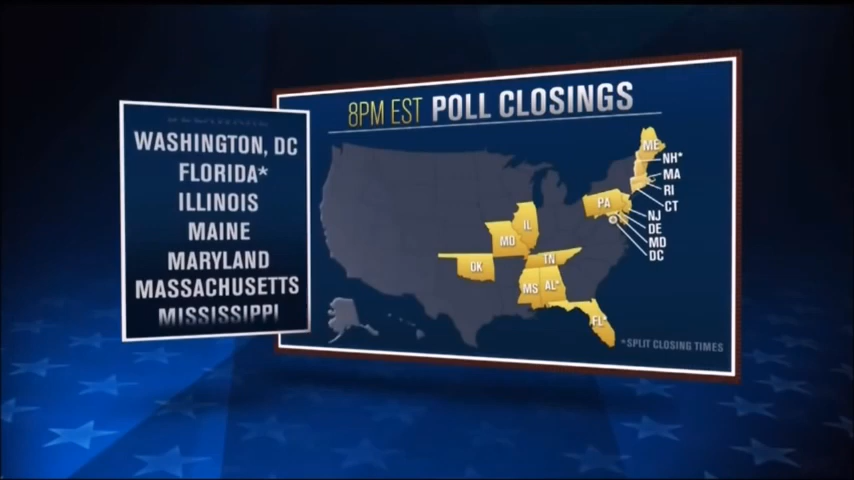 DELAWARE
WASHINGTON, DC
FLORIDA*
ILLINOIS
MAINE
MARYLAND
MASSACHUSETTS
MISSISSIPPI
8PM EST POLL CLOSINGS
ME
NH*
MA
RI
CT
PA
NJ
DE
MD
DC
IL
MO
TN
OK
MS
AL*
FL*
*SPLIT CLOSING TIMES